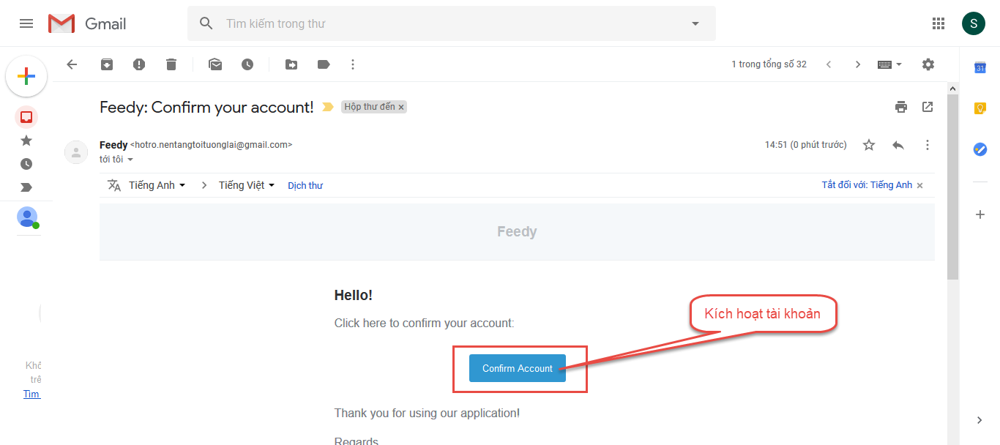 Gmail
Tìm kiếm trong thư
S
1 trong tổng số 32
31
Feedy: Confirm your account!
Hộp thư đến ×
Feedy <hotro.nentangtoituonglai@gmail.com>
14:51 (0 phút trước)
tới tôi
Tiếng Anh > Tiếng Việt Dịch thư
Tắt đối với: Tiếng Anh ×
Feedy
Hello!
Click here to confirm your account:
Kích hoạt tài khoản
Confirm Account
Thank you for using our application!
Regards
Khô
trê
Tìm